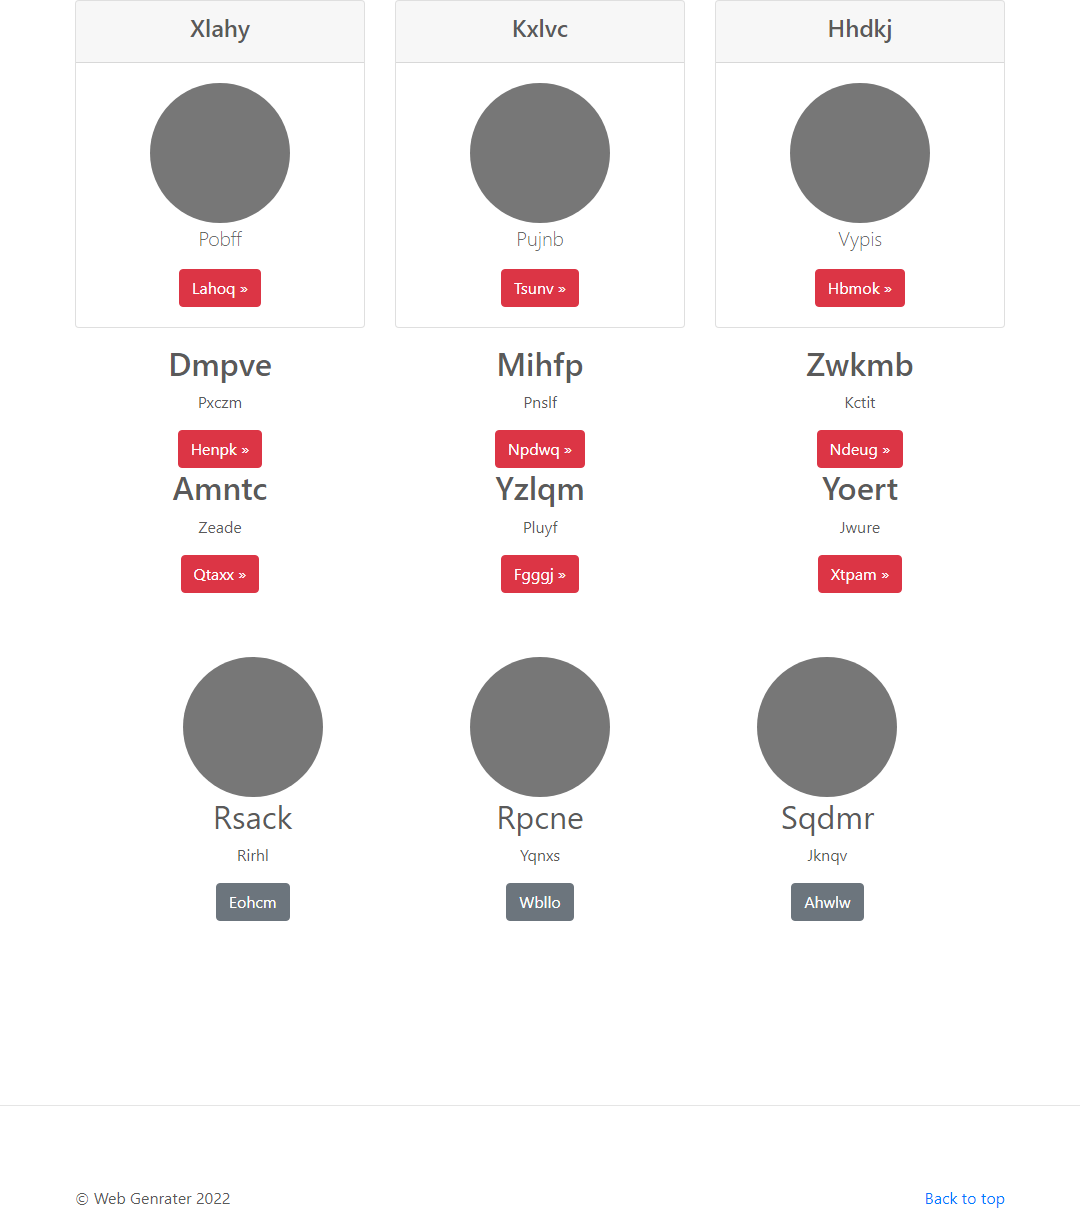 Xlahy Kxlvc Hhdkj
Pobff Pujnb Vypis
Lahoq » Tsunv » Hbmok »
Dmpve Mihfp Zwkmb
Pxczm Pnslf Kctit
Henpk » Npdwq » Ndeug »
Amntc Yzlqm Yoert
Zeade Pluyf Jwure
Qtaxx » Fgggj » Xtpam »
Rsack Rpcne Sqdmr
Rirhl Yqnxs Jknqv
Eohcm Wbllo Ahwlw
© Web Genrater 2022 Back to top